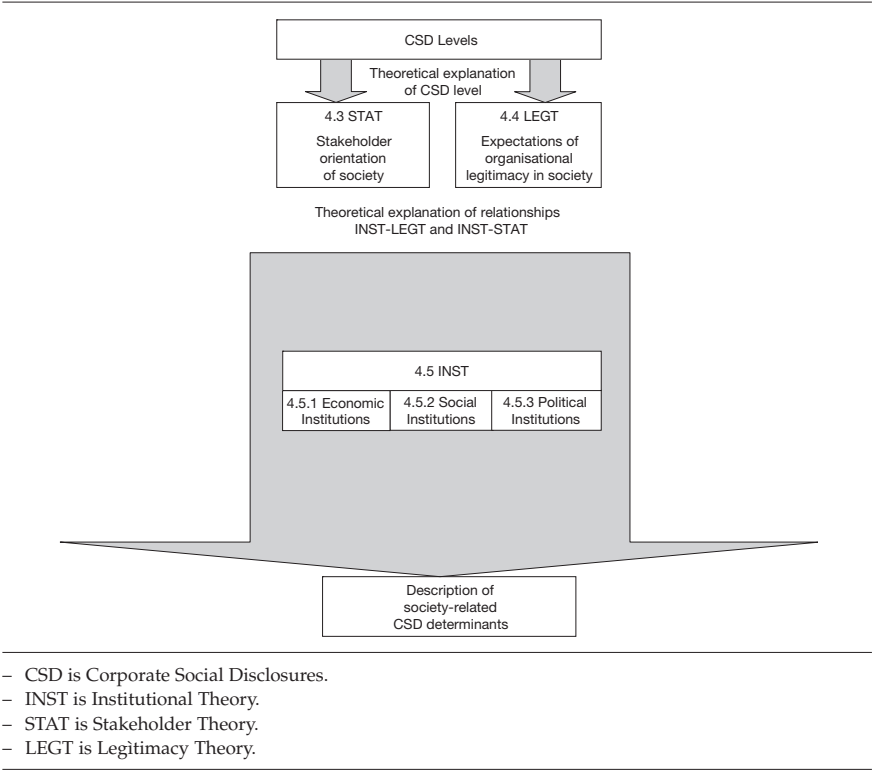 CSD Levels
Theoretical explanation
of CSD level
4.3 STAT
Stakeholder
orientation
of society
4.4 LEGT
Expectations of
organisational
legitimacy in society
Theoretical explanation of relationships
INST-LEGT and INST-STAT
4.5 INST
4.5.1 Economic
Institutions
4.5.2 Social
Institutions
4.5.3 Political
Institutions
Description of
society-related
CSD determinants
– CSD is Corporate Social Disclosures.
– INST is Institutional Theory.
– STAT is Stakeholder Theory.
– LEGT is Legìtimacy Theory.